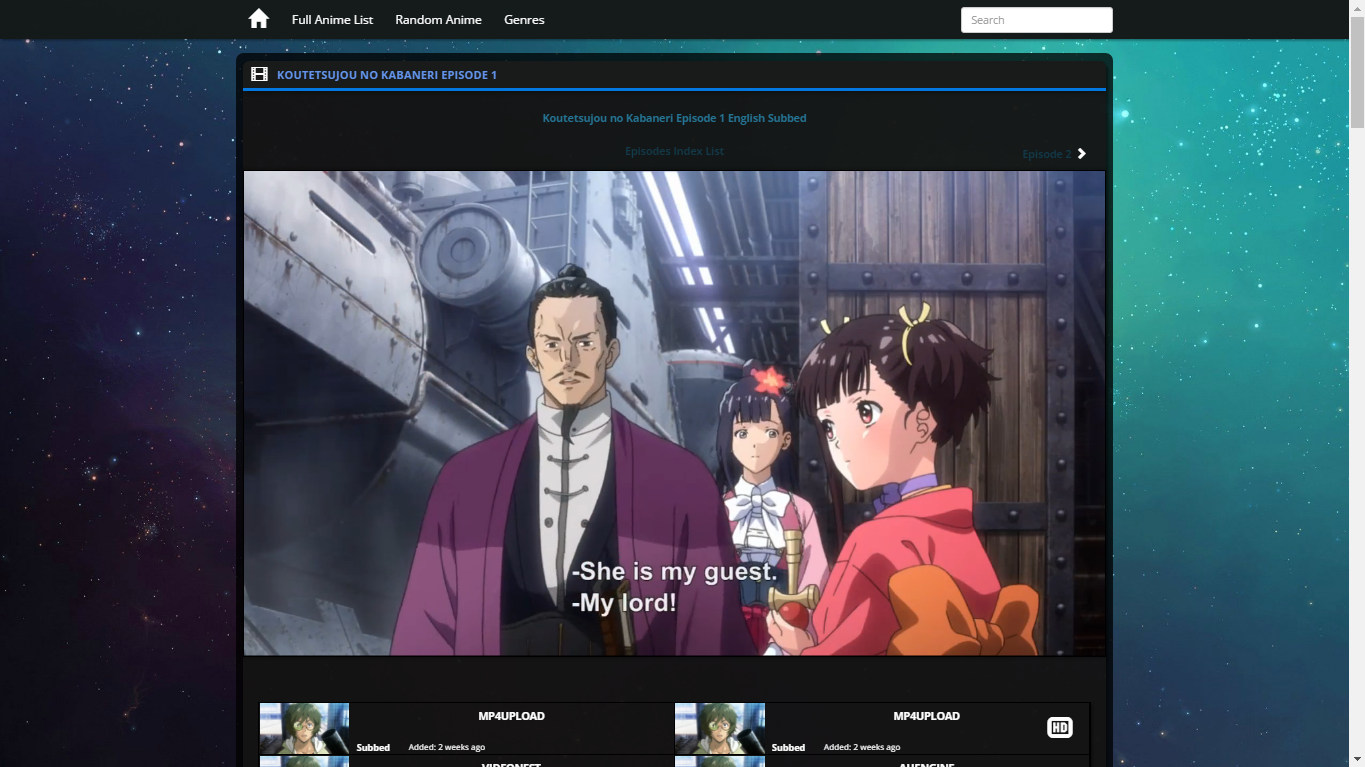 Full Anime List Random Anime Genres Search
KOUTETSUJOU NO KABANERI EPISODE 1
Koutetsujou no Kabaneri Episode 1 English Subbed
Episodes Index List
Episode 2
-She is my guest.
-My lord!
MP4UPLOAD
Subbed Added: 2 weeks ago
MP4UPLOAD
HD
Subbed Added: 2 weeks ago